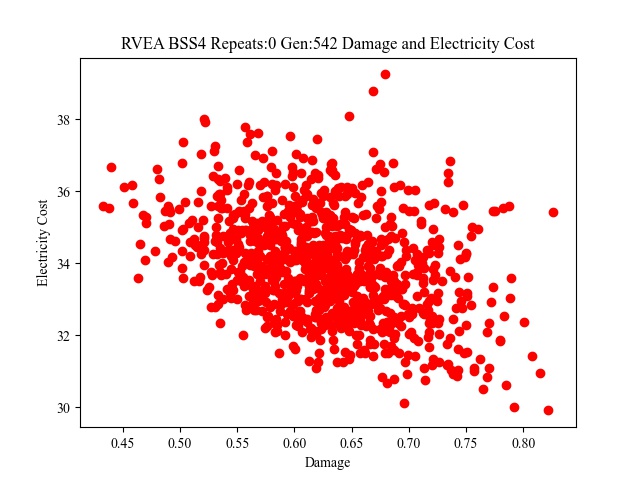 RVEA BSS4 Repeats:0 Gen:542 Damage and Electricity Cost
38
36
34
32
30
Electricity Cost
0.45 0.50 0.55 0.60 0.65 0.70 0.75 0.80
Damage